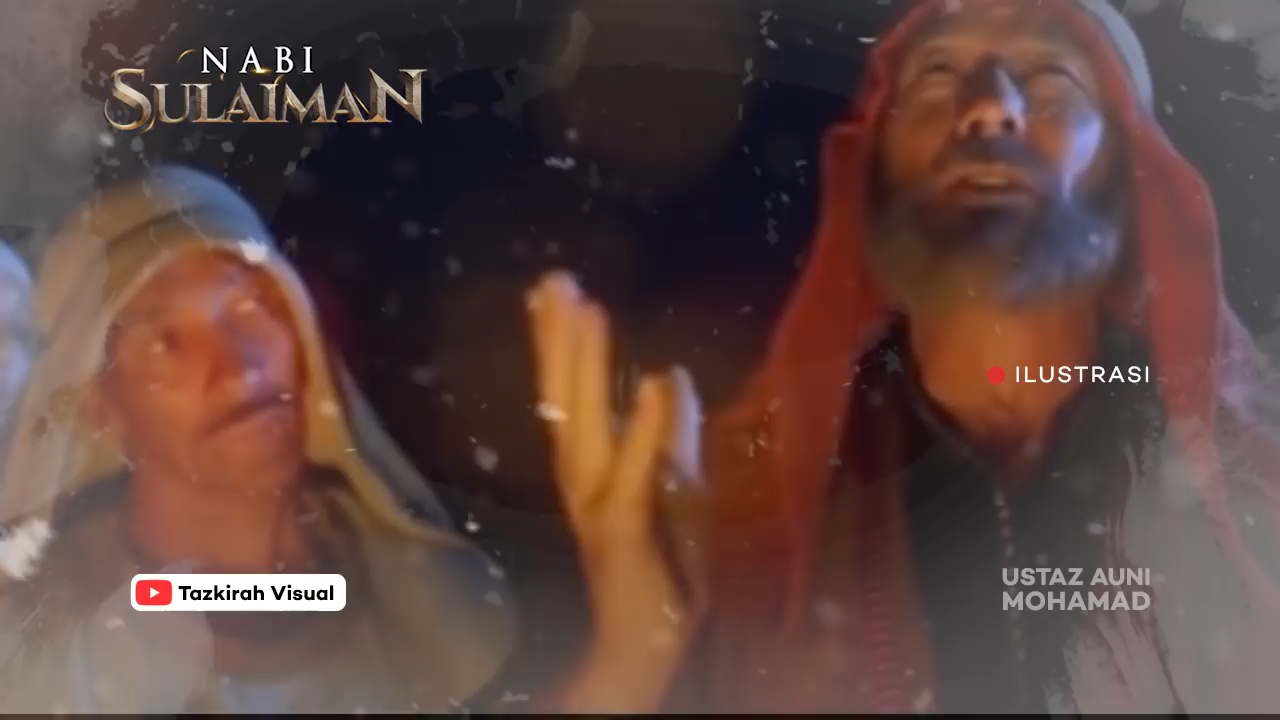 NABI
SULAIMAN
ILUSTRASI
Tazkirah Visual
USTAZ AUNI
MOHAMAD